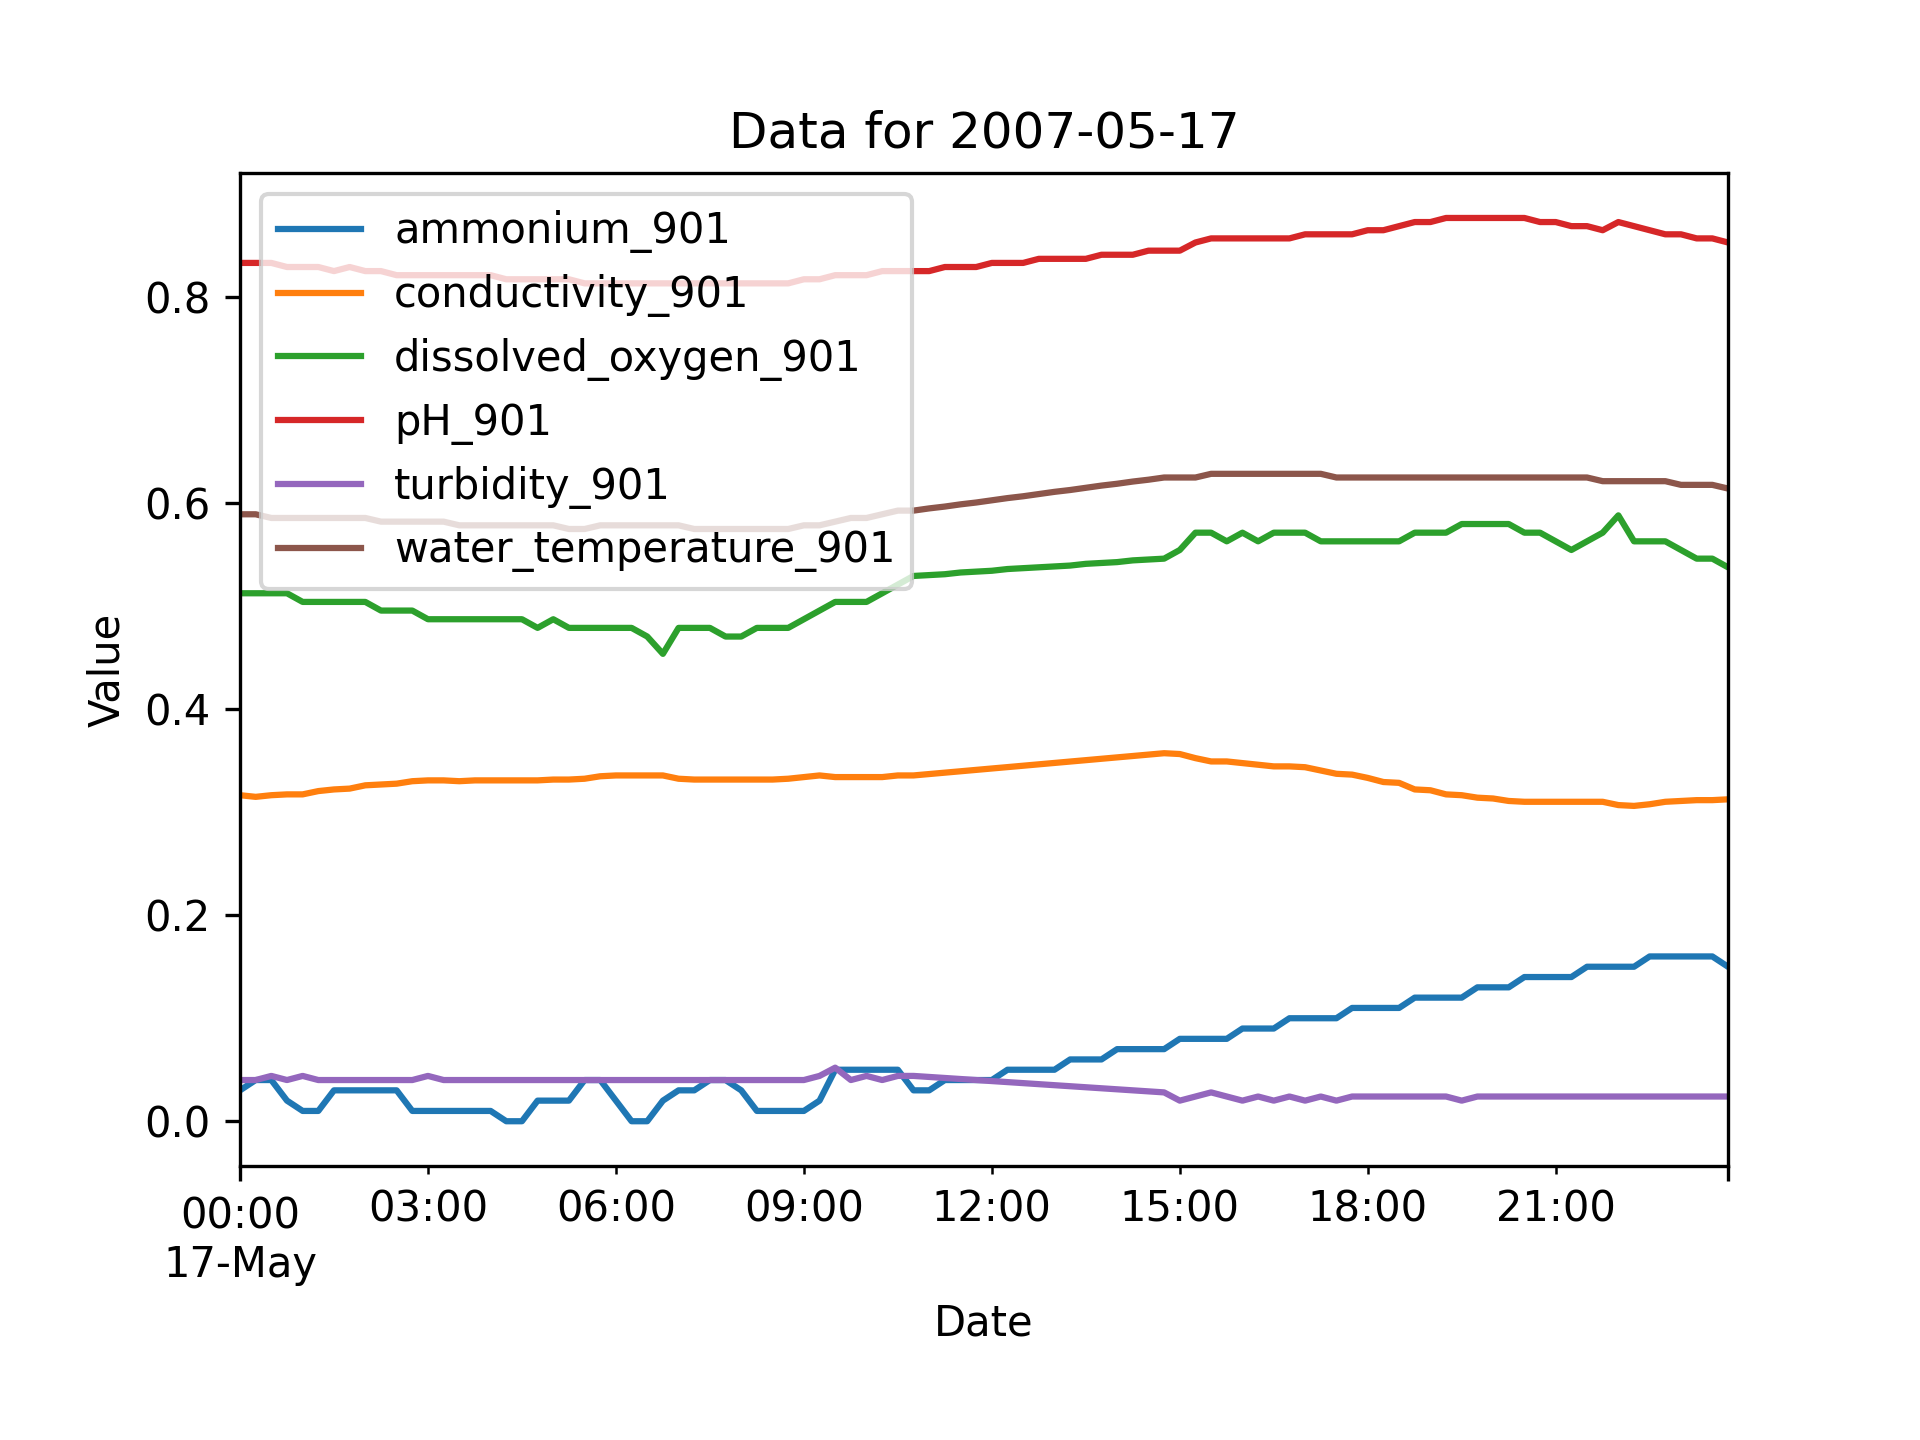 Data for 2007-05-17
ammonium_901
conductivity_901
dissolved_oxygen_901
pH_901
turbidity_901
water_temperature_901
0.8
0.6
0.4
0.2
0.0
Value
00:00 03:00 06:00 09:00 12:00 15:00 18:00 21:00
17-May
Date